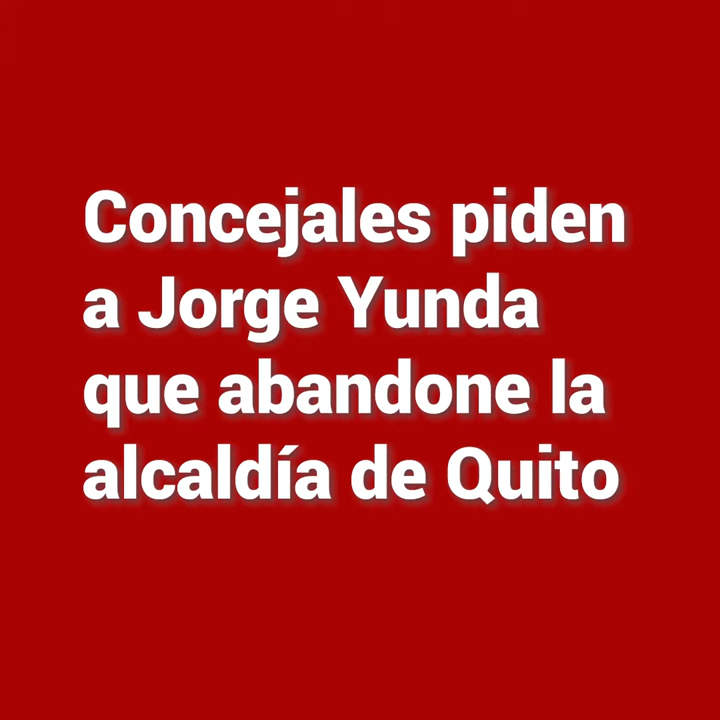 Concejales piden
a Jorge Yunda
que abandone la
alcaldía de Quito